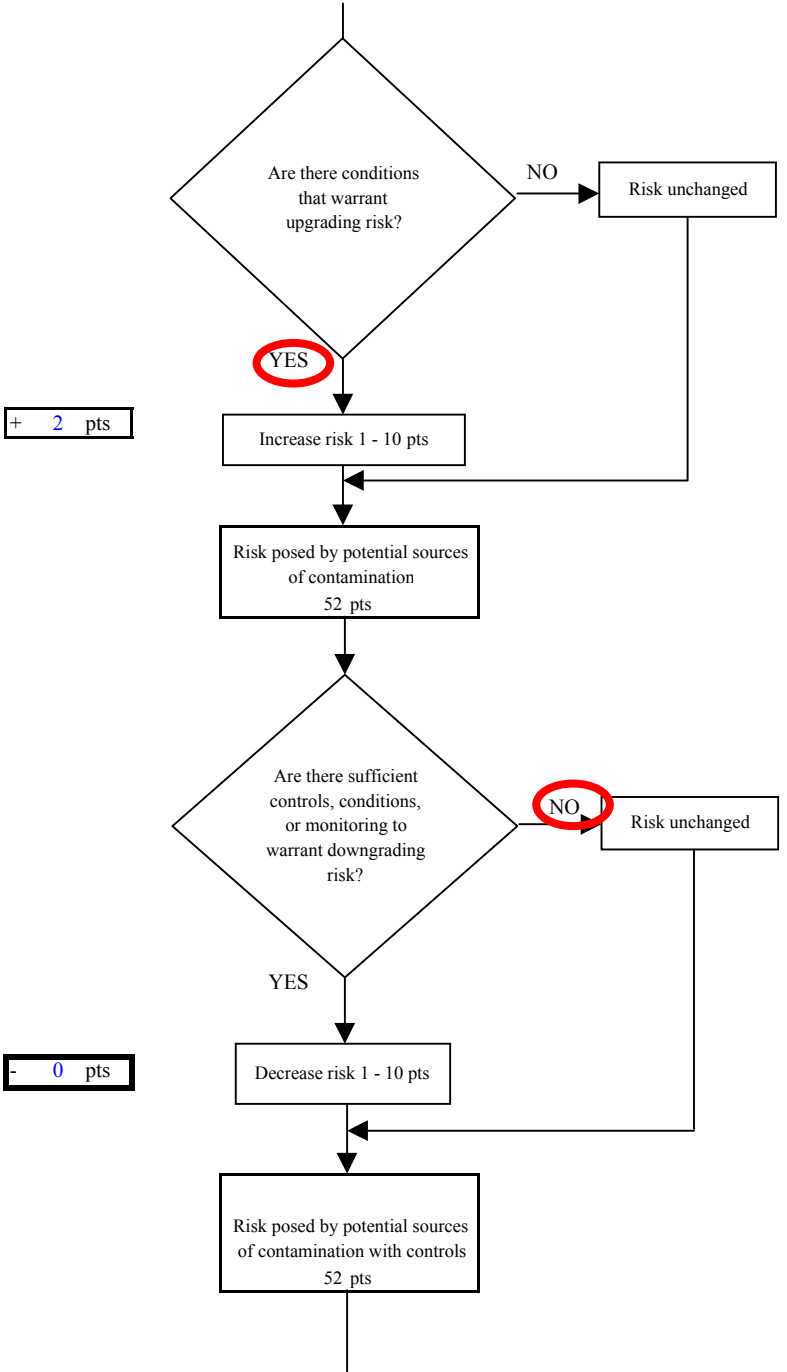 Are there conditions
that warrant
upgrading risk?
NO
Risk unchanged
YES
+ 2 pts
Increase risk 1 - 10 pts
Risk posed by potential sources
of contamination
52 pts
Are there sufficient
controls, conditions,
or monitoring to
warrant downgrading
risk?
NO
Risk unchanged
YES
- 0 pts
Decrease risk 1 - 10 pts
Risk posed by potential sources
of contamination with controls
52 pts